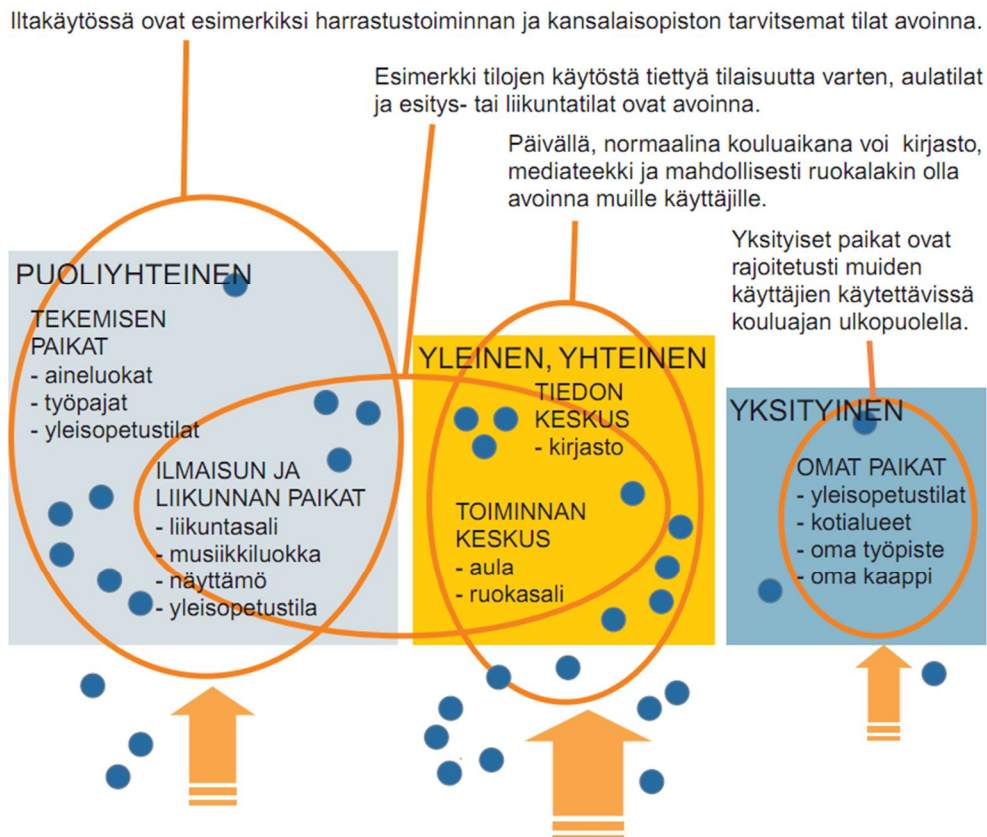 Iltakäytössä ovat esimerkiksi harrastustoiminnan ja kansalaisopiston tarvitsemat tilat avoinna.
Esimerkki tilojen käytöstä tiettyä tilaisuutta varten, aulatilat
ja esitys- tai liikuntatilat ovat avoinna.
Päivällä, normaalina kouluaikana voi kirjasto,
mediateekki ja mahdollisesti ruokalakin olla
avoinna muille käyttäjille.
Yksityiset paikat ovat
rajoitetusti muiden
käyttäjien käytettävissä
kouluajan ulkopuolella.
PUOLIYHTEINEN
TEKEMISEN
PAIKAT
- aineluokat
- työpajat
- yleisopetustilat
ILMAISUN JA
LIIKUNNAN PAIKAT
- liikuntasali
- musiikkiluokka
- näyttämö
- yleisopetustila
YLEINEN, YHTEINEN
TIEDON
KESKUS
- kirjasto
TOIMINNAN
KESKUS
- aula
- ruokasali
YKSITYINEN
OMAT PAIKAT
- yleisopetustilat
- kotialueet
- oma työpiste
- oma kaappi